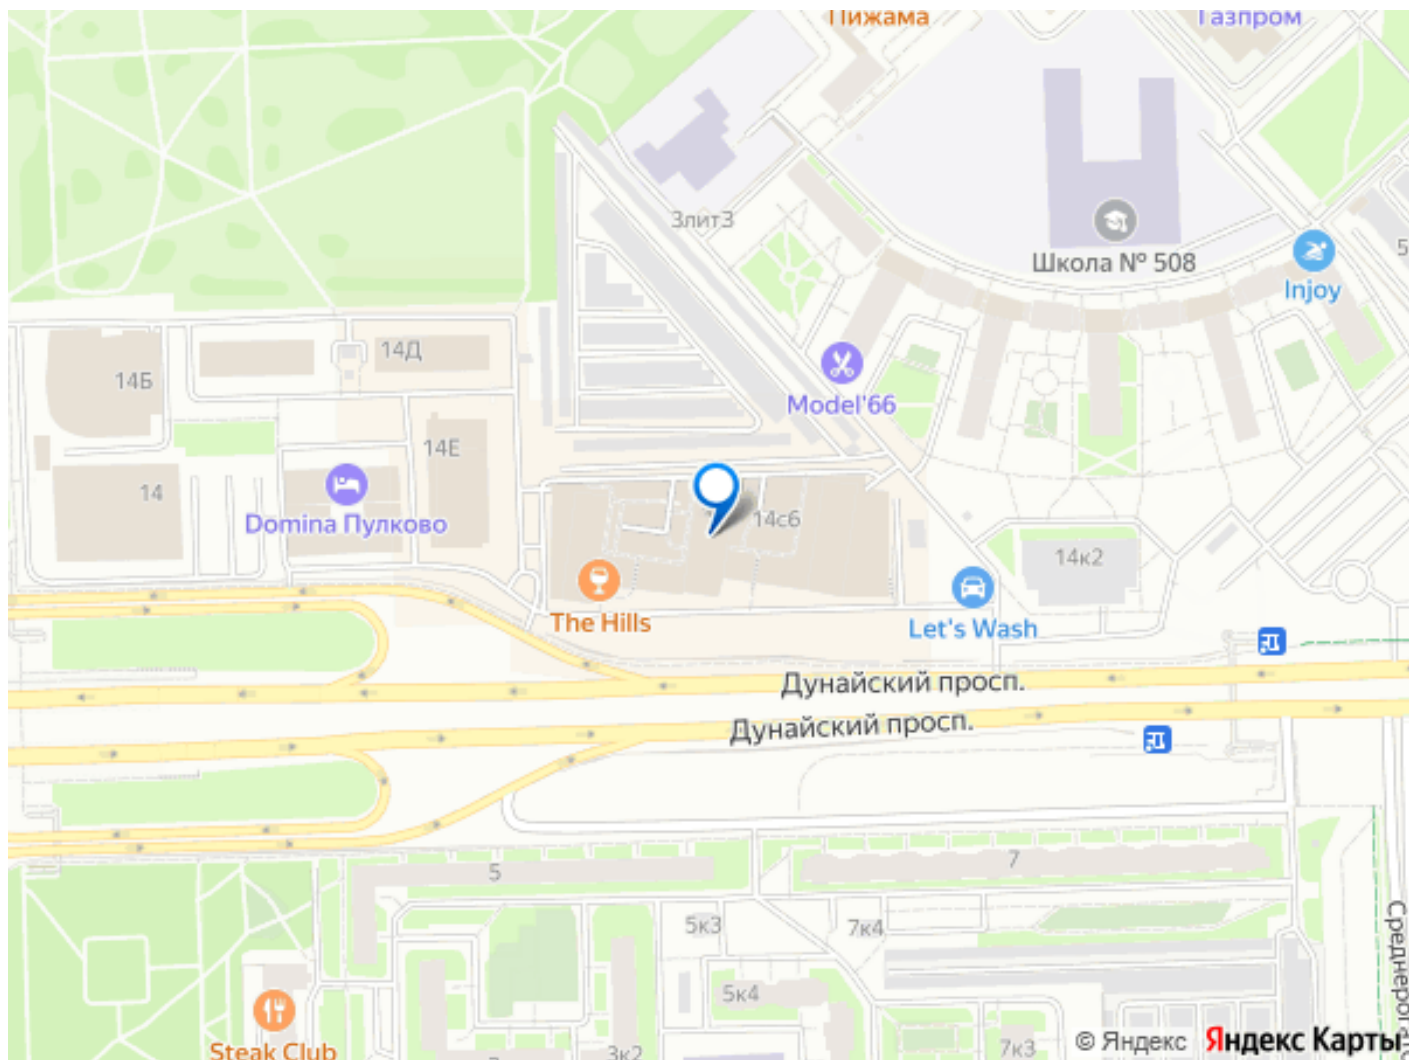 Пижама
Газпром
3лит3
Школа № 508
Injoy
14Д
14Б
Model'66
14Е
14
Domina Пулково
14с6
14к2
The Hills
Let's Wash
Дунайский просп.
Дунайский просп.
5
7
5к3
7к4
5к4
Steak Club
3к2
7к3
© Яндекс Яндекс Карты